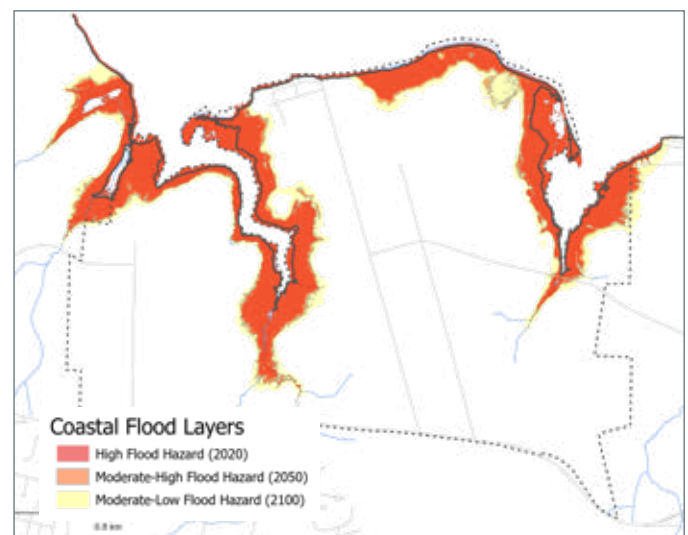 Coastal Flood Layers
High Flood Hazard (2020)
Moderate-High Flood Hazard (2050)
Moderate-Low Flood Hazard (2100)
0.8 km